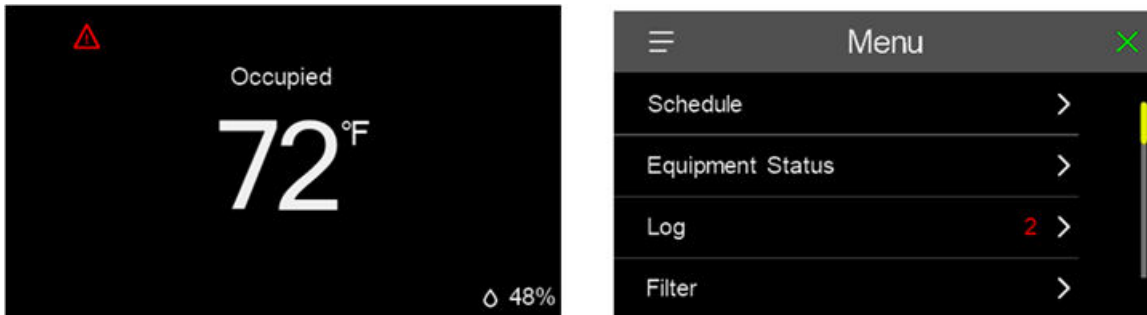 Occupied
72°F
48%
Menu
Schedule
Equipment Status
Log 2
Filter